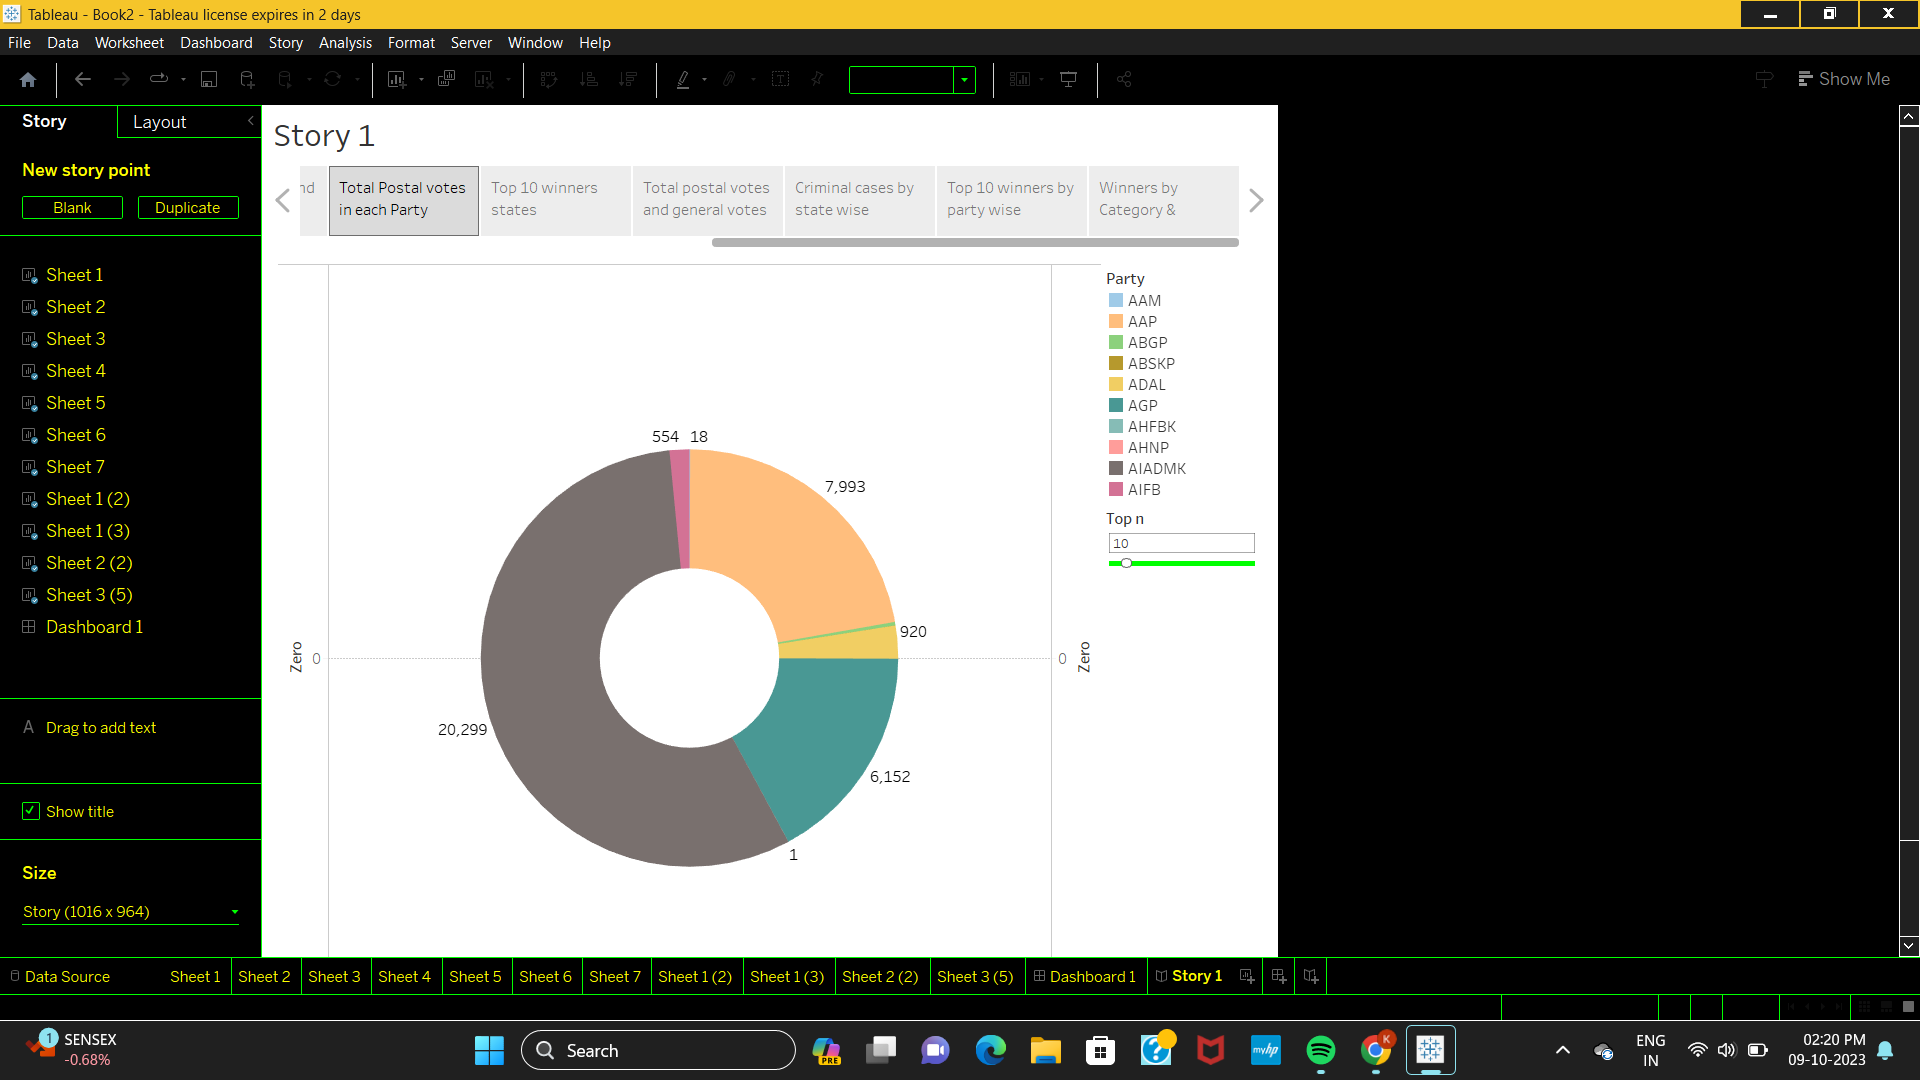 Tableau - Book2 - Tableau license expires in 2 days
File Data Worksheet Dashboard Story Analysis Format Server Window Help
Show Me
Story Layout
New story point
Blank Duplicate
Sheet 1
Sheet 2
Sheet 3
Sheet 4
Sheet 5
Sheet 6
Sheet 7
Sheet 1 (2)
Sheet 1 (3)
Sheet 2 (2)
Sheet 3 (5)
Dashboard 1
A Drag to add text
Show title
Size
Story (1016 x 964)
Story 1
nd
Total Postal votes
in each Party
Top 10 winners
states
Total postal votes
and general votes
Criminal cases by
state wise
Top 10 winners by
party wise
Winners by
Category &
554 18
7,993
920
Zero 0
0 Zero
20,299
6,152
1
Party
AAM
AAP
ABGP
ABSKP
ADAL
AGP
AHFBK
AHNP
AIADMK
AIFB
Top n
10
Data Source Sheet 1 Sheet 2 Sheet 3 Sheet 4 Sheet 5 Sheet 6 Sheet 7 Sheet 1 (2) Sheet 1 (3) Sheet 2 (2) Sheet 3 (5) Dashboard 1 Story 1
1
SENSEX
-0.68%
Search
PRE
myhp
K
ENG
IN
02:20 PM
09-10-2023